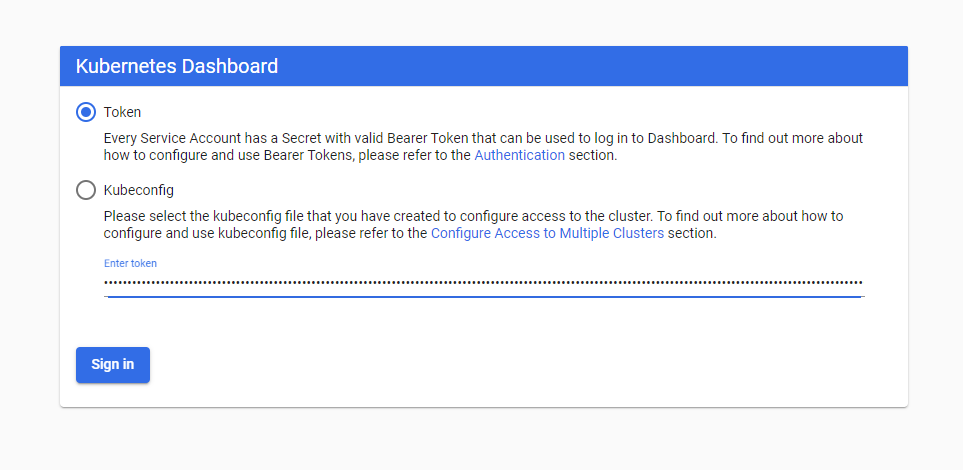 Kubernetes Dashboard
Token
Every Service Account has a Secret with valid Bearer Token that can be used to log in to Dashboard. To find out more about
how to configure and use Bearer Tokens, please refer to the Authentication section.
Kubeconfig
Please select the kubeconfig file that you have created to configure access to the cluster. To find out more about how to
configure and use kubeconfig file, please refer to the Configure Access to Multiple Clusters section.
Enter token
Sign in